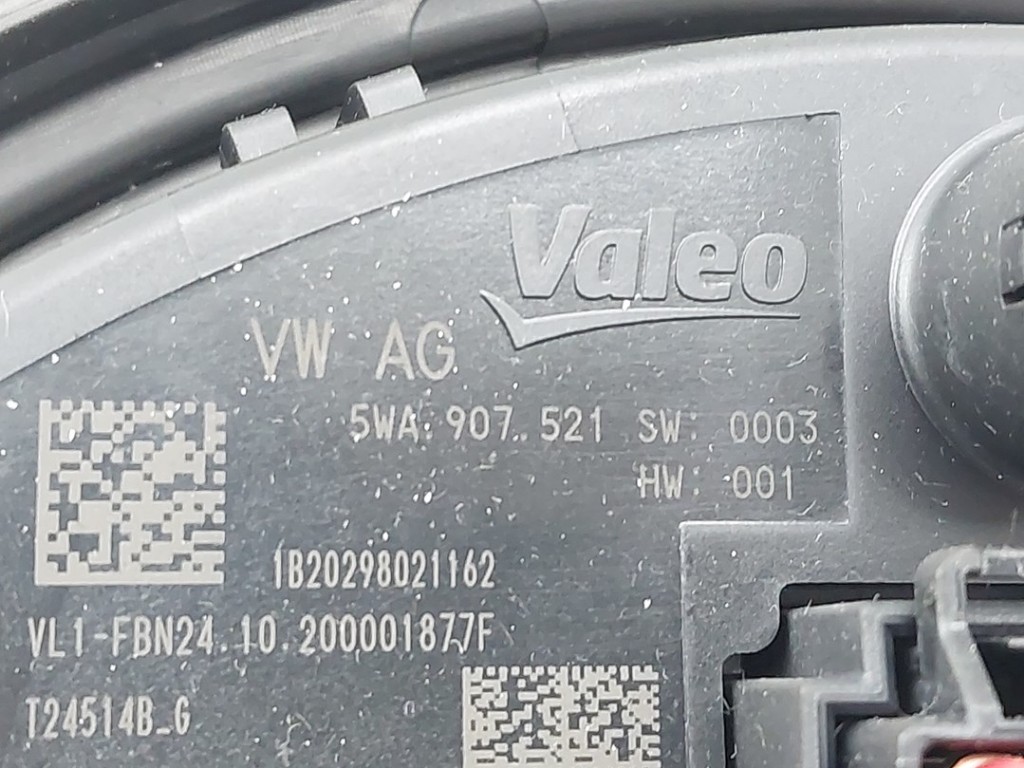 Valeo
VW AG
5WA 907 521 SW: 0003
HW: 001
1B20298021162
VL1-FBN24.10.200001877F
T24514B_G